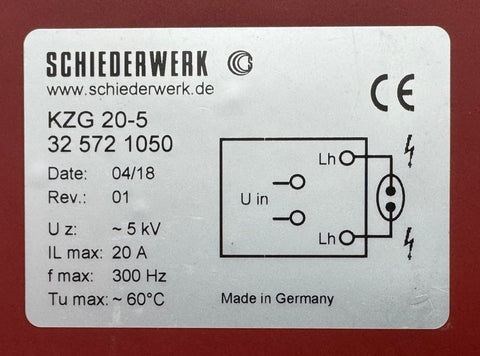 SCHIEDERWERK
www.schiederwerk.de
CE
KZG 20-5
32 572 1050
Date: 04/18
Rev.: 01
U z: ~ 5 kV
IL max: 20 A
f max: 300 Hz
Tu max: ~ 60°C
Lh
U in
Lh
Made in Germany